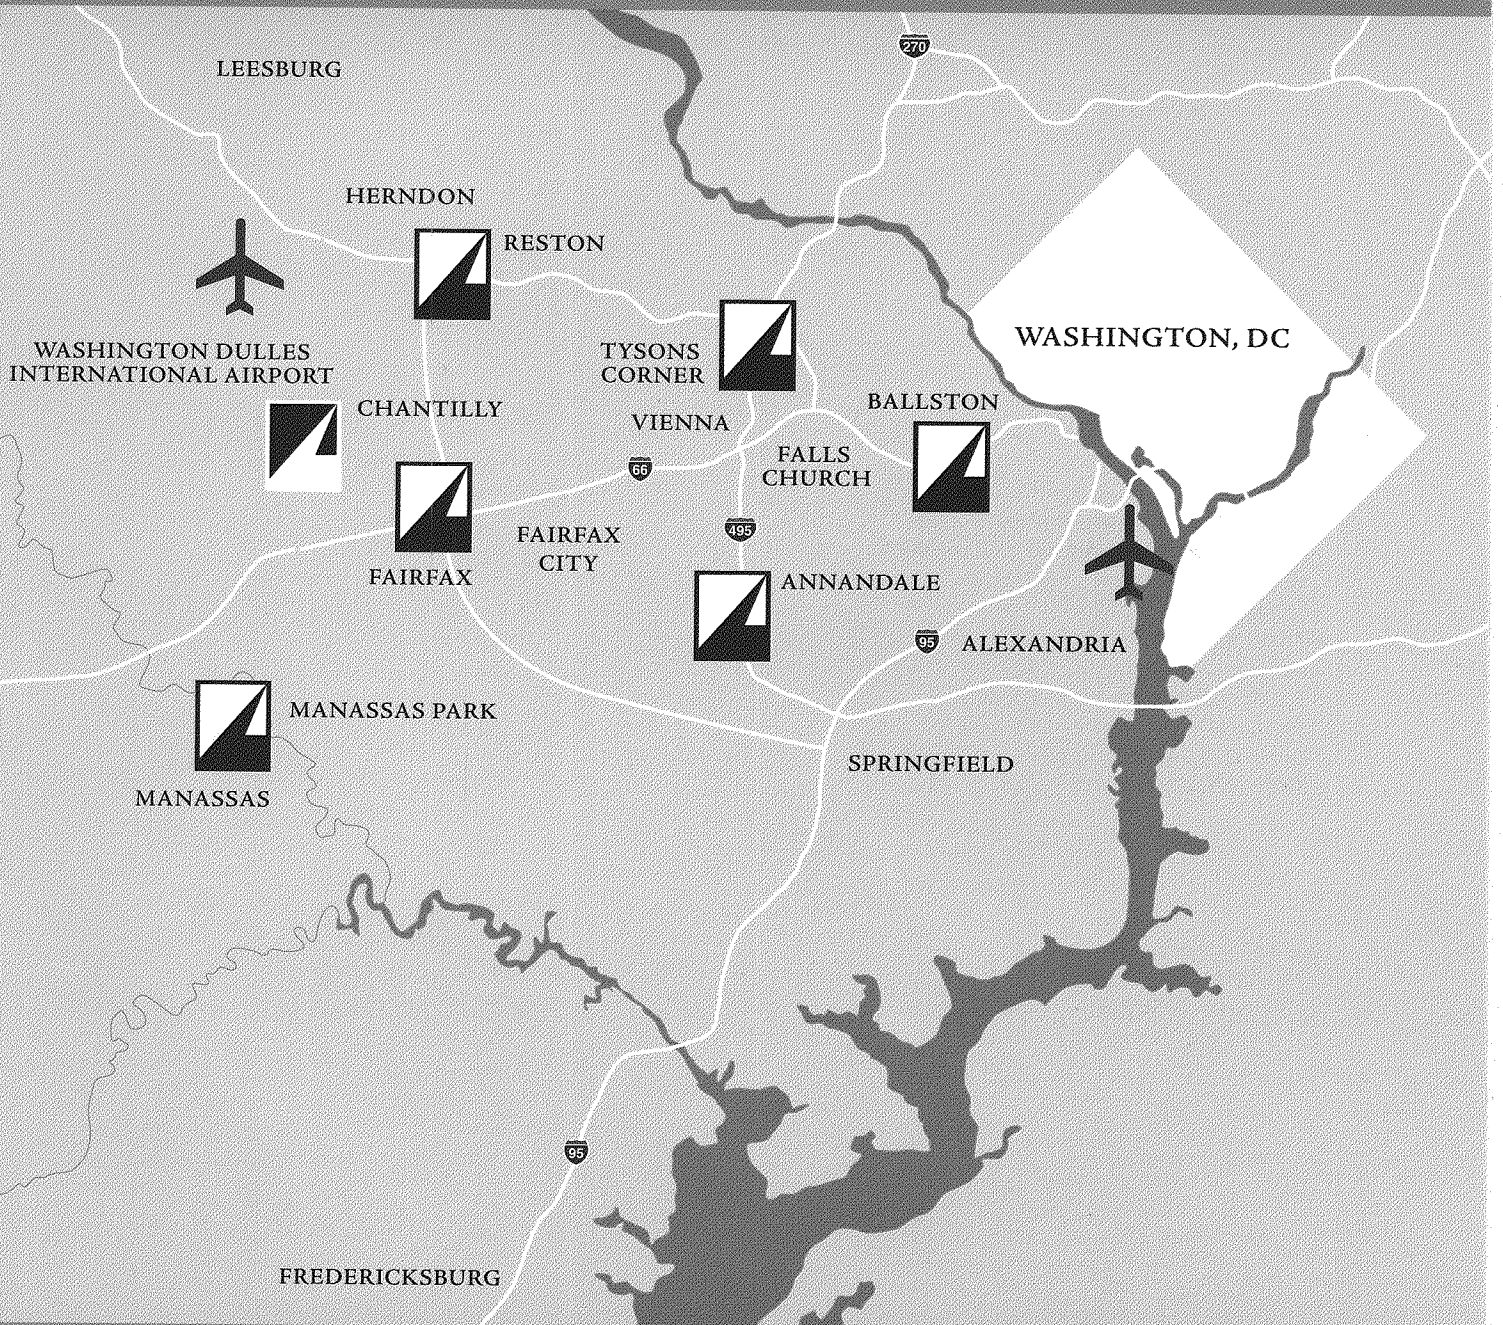 270
LEESBURG
HERNDON
RESTON
WASHINGTON, DC
WASHINGTON DULLES
INTERNATIONAL AIRPORT
TYSONS
CORNER
CHANTILLY
VIENNA
BALLSTON
66
FALLS
CHURCH
495
FAIRFAX
CITY
FAIRFAX
ANNANDALE
95
ALEXANDRIA
MANASSAS PARK
SPRINGFIELD
MANASSAS
95
FREDERICKSBURG